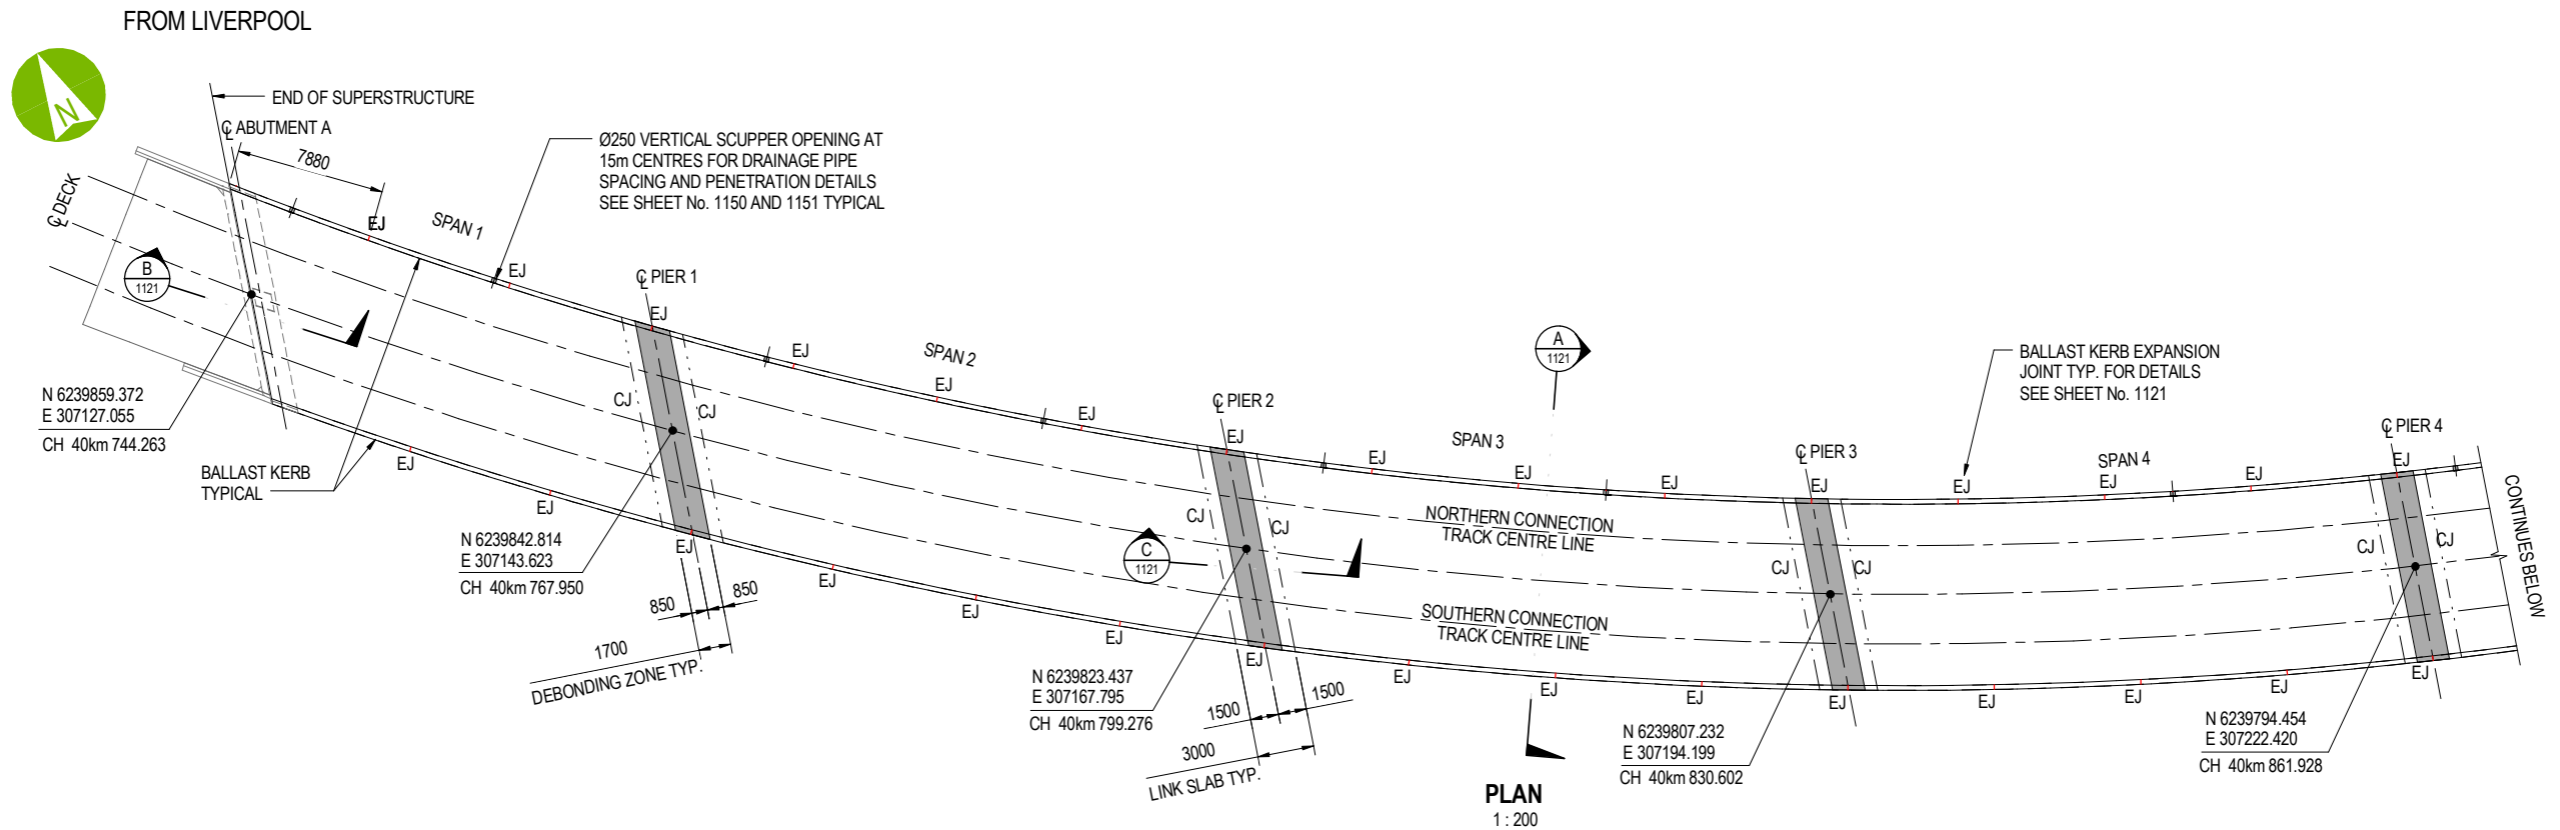 FROM LIVERPOOL
N
END OF SUPERSTRUCTURE
℄ ABUTMENT A
7880
℄ DECK
Ø250 VERTICAL SCUPPER OPENING AT
15m CENTRES FOR DRAINAGE PIPE
SPACING AND PENETRATION DETAILS
SEE SHEET No. 1150 AND 1151 TYPICAL
EJ
SPAN 1
EJ
B
1121
℄ PIER 1
EJ
EJ
SPAN 2
EJ
A
1121
BALLAST KERB EXPANSION
JOINT TYP. FOR DETAILS
SEE SHEET No. 1121
N 6239859.372
E 307127.055
CH 40km 744.263
CJ
CJ
℄ PIER 2
EJ
EJ
EJ
SPAN 3
EJ
EJ
℄ PIER 3
EJ
EJ
SPAN 4
EJ
EJ
℄ PIER 4
EJ
BALLAST KERB
TYPICAL
EJ
EJ
CJ
CJ
NORTHERN CONNECTION
TRACK CENTRE LINE
CJ
CJ
CJ
CJ
CONTINUES BELOW
N 6239842.814
E 307143.623
CH 40km 767.950
EJ
C
1121
850
850
EJ
EJ
EJ
SOUTHERN CONNECTION
TRACK CENTRE LINE
1700
DEBONDING ZONE TYP.
EJ
EJ
EJ
EJ
EJ
EJ
EJ
EJ
EJ
N 6239823.437
E 307167.795
CH 40km 799.276
1500
1500
3000
LINK SLAB TYP.
N 6239807.232
E 307194.199
CH 40km 830.602
N 6239794.454
E 307222.420
CH 40km 861.928
PLAN
1 : 200